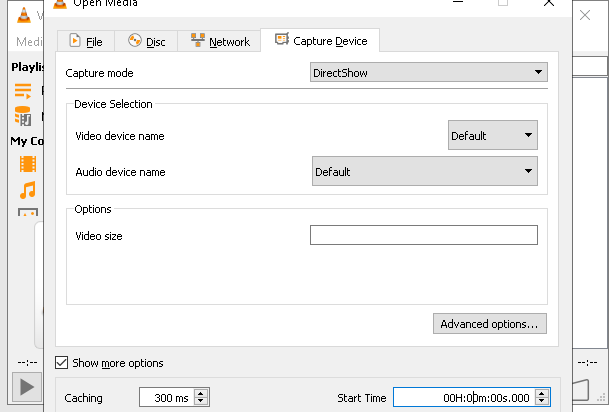 Open Media
Medi
File
Disc
Network
Capture Device
Playlis
Capture mode
DirectShow
Device Selection
Video device name
Default
My Co
Audio device name
Default
Options
Video size
Advanced options...
--:--
Show more options
--:--
Caching
300 ms
Start Time
00H:00m:00s.000